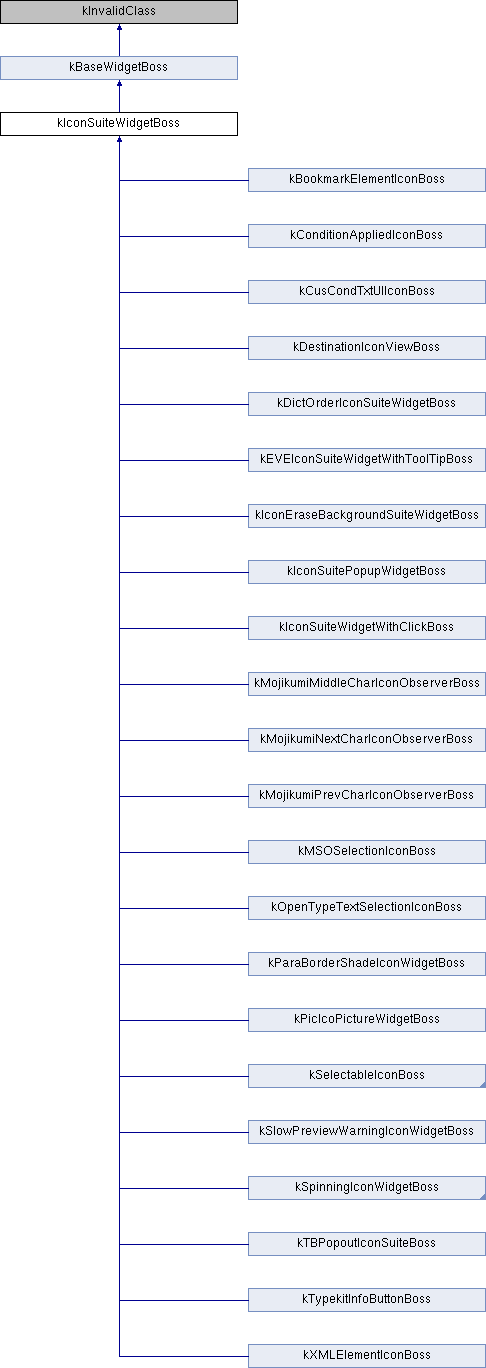 kInvalidClass
kBaseWidgetBoss
kIconSuiteWidgetBoss
kBookmarkElementIconBoss
kConditionAppliedIconBoss
kCusCondTxtUIIconBoss
kDestinationIconViewBoss
kDictOrderIconSuiteWidgetBoss
kEVEIconSuiteWidgetWithToolTipBoss
kIconEraseBackgroundSuiteWidgetBoss
kIconSuitePopupWidgetBoss
kIconSuiteWidgetWithClickBoss
kMojikumiMiddleCharIconObserverBoss
kMojikumiNextCharIconObserverBoss
kMojikumiPrevCharIconObserverBoss
kMSOSelectionIconBoss
kOpenTypeTextSelectionIconBoss
kParaBorderShadeIconWidgetBoss
kPicIcoPictureWidgetBoss
kSelectableIconBoss
kSlowPreviewWarningIconWidgetBoss
kSpinningIconWidgetBoss
kTBPopoutIconSuiteBoss
kTypekitInfoButtonBoss
kXMLElementIconBoss